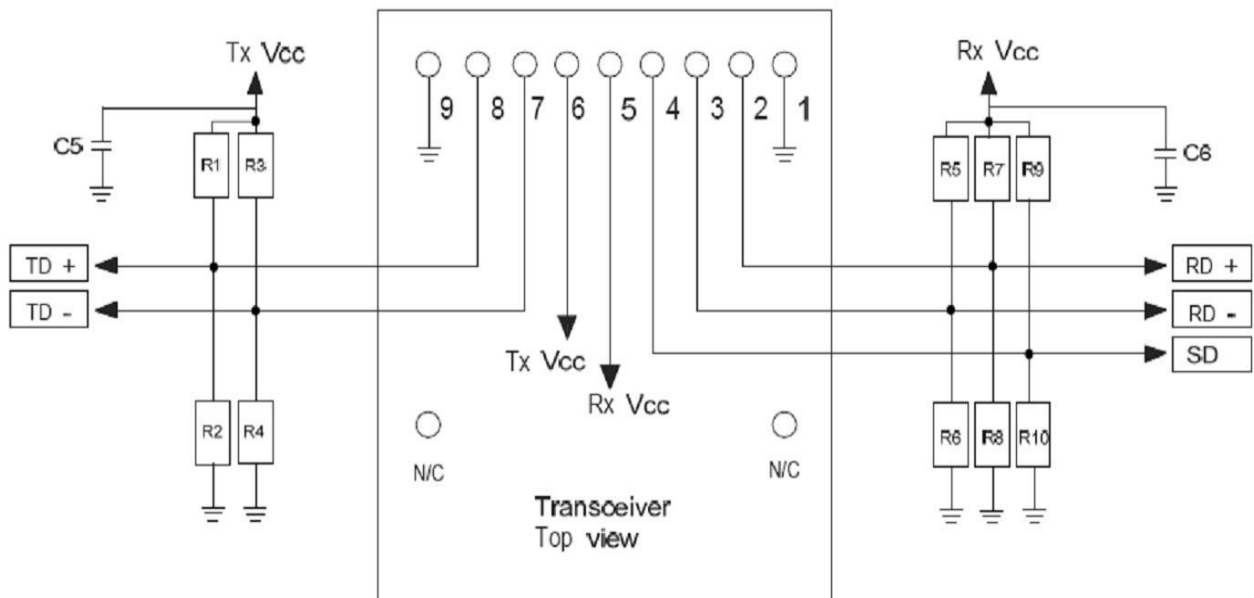 Tx Vcc
Rx Vcc
9 8 7 6 5 4 3 2 1
C5
R1 R3
R5 R7 R9
C6
TD +
RD +
TD -
RD -
Tx Vcc
SD
Rx Vcc
R2 R4
R6 R8 R10
N/C
N/C
Transceiver
Top view